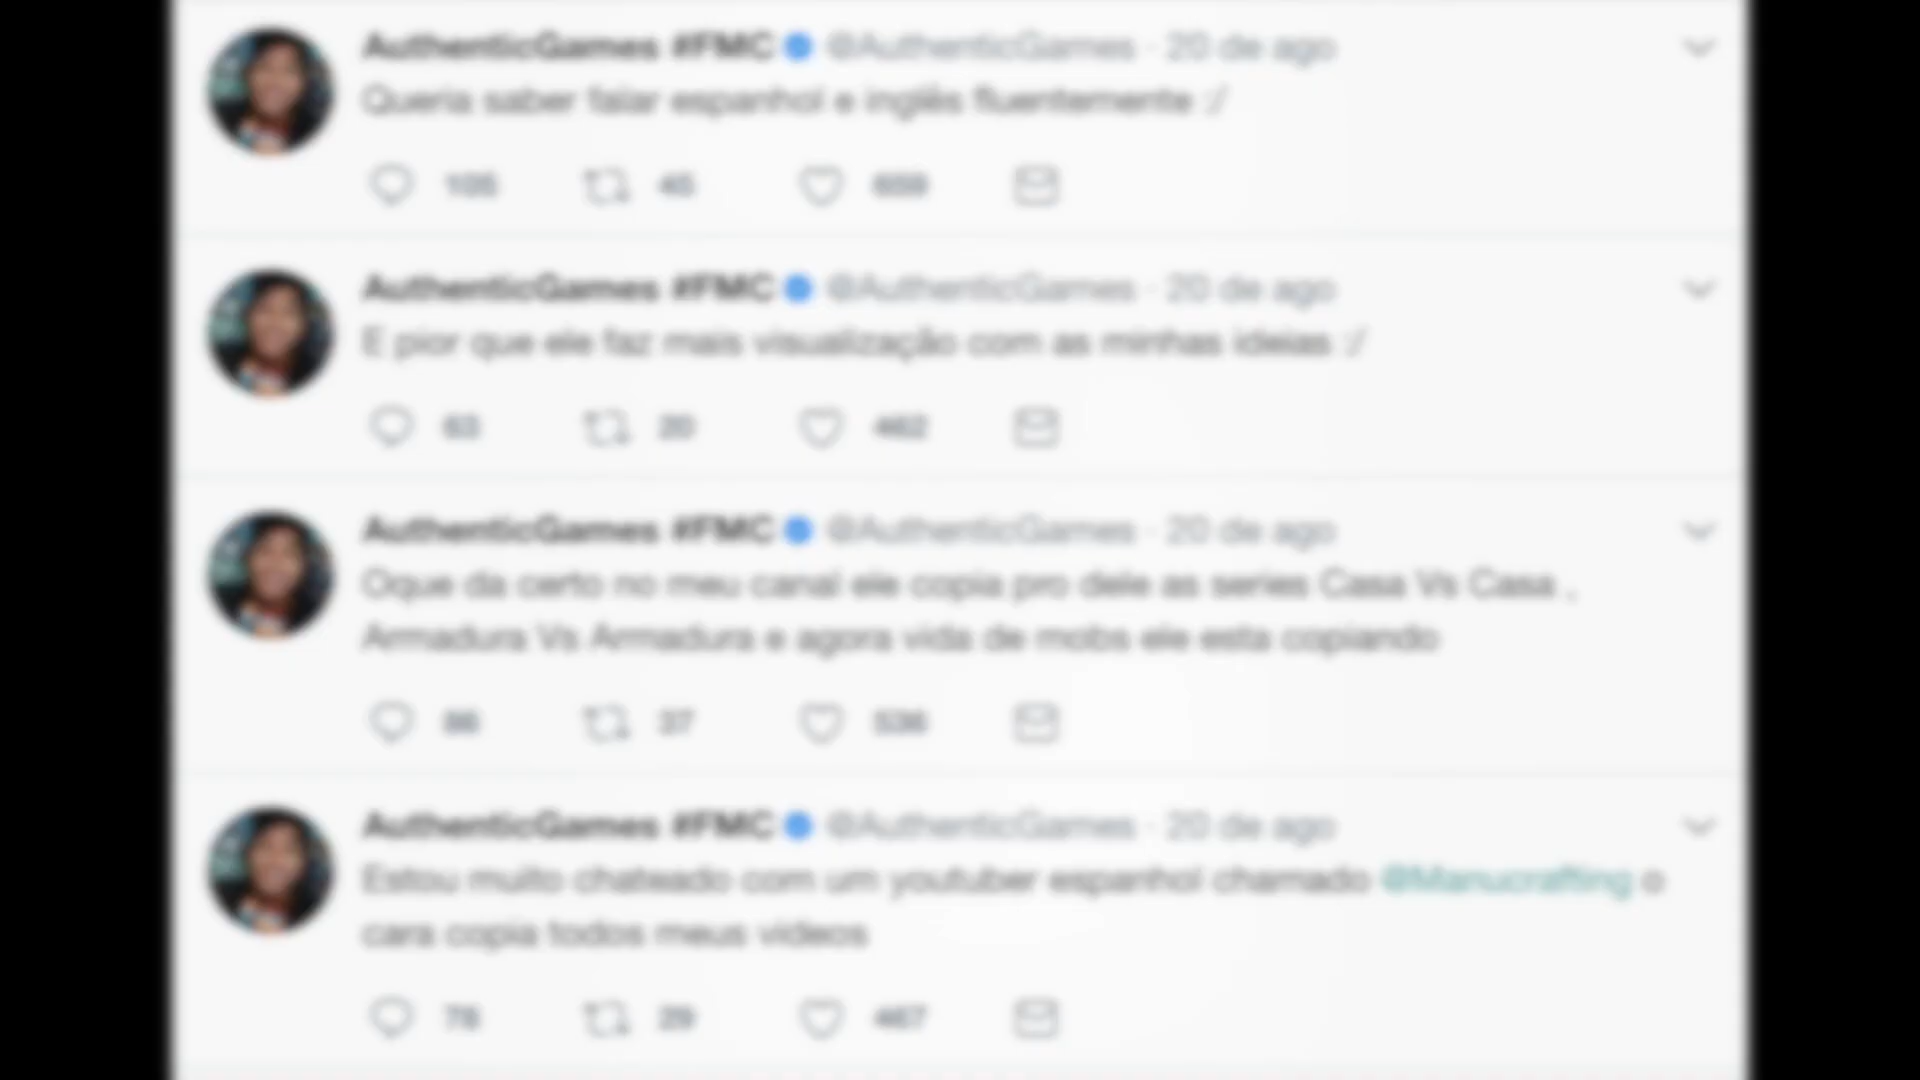 AuthenticGames #FMC @AuthenticGames · 20 de ago
Queria saber falar espanhol e inglês fluentemente :/
105 45 659
AuthenticGames #FMC @AuthenticGames · 20 de ago
E pior que ele faz mais visualização com as minhas ideias :/
63 20 462
AuthenticGames #FMC @AuthenticGames · 20 de ago
Oque da certo no meu canal ele copia pro dele as series Casa Vs Casa ,
Armadura Vs Armadura e agora vida de mobs ele esta copiando
86 37 536
AuthenticGames #FMC @AuthenticGames · 20 de ago
Estou muito chateado com um youtuber espanhol chamado @Manucrafting o
cara copia todos meus videos
78 29 467